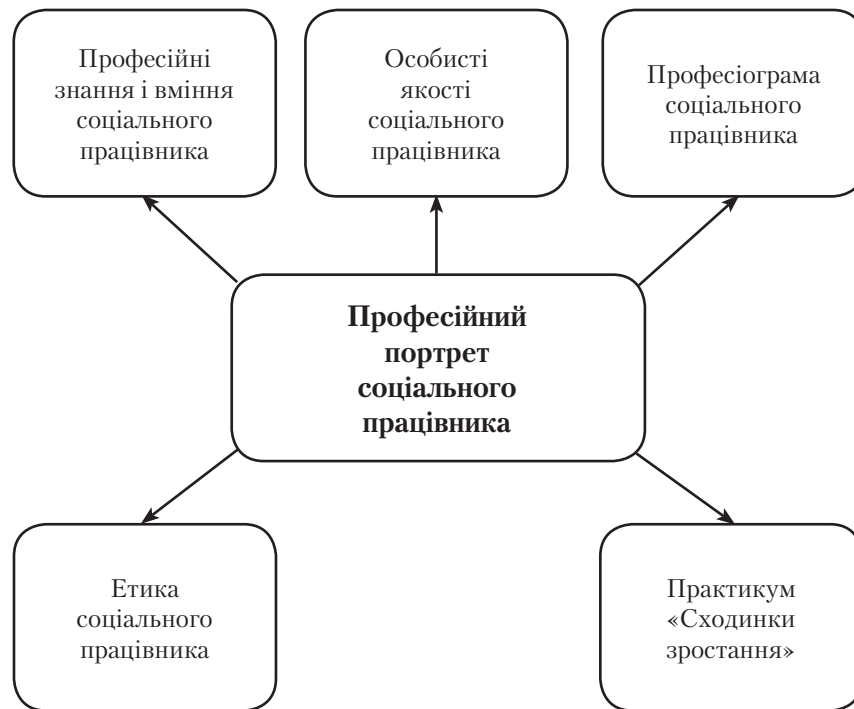 Професійні
знання і вміння
соціального
працівника
Особисті
якості
соціального
працівника
Професіограма
соціального
працівника
Професійний
портрет
соціального
працівника
Етика
соціального
працівника
Практикум
«Сходинки
зростання»